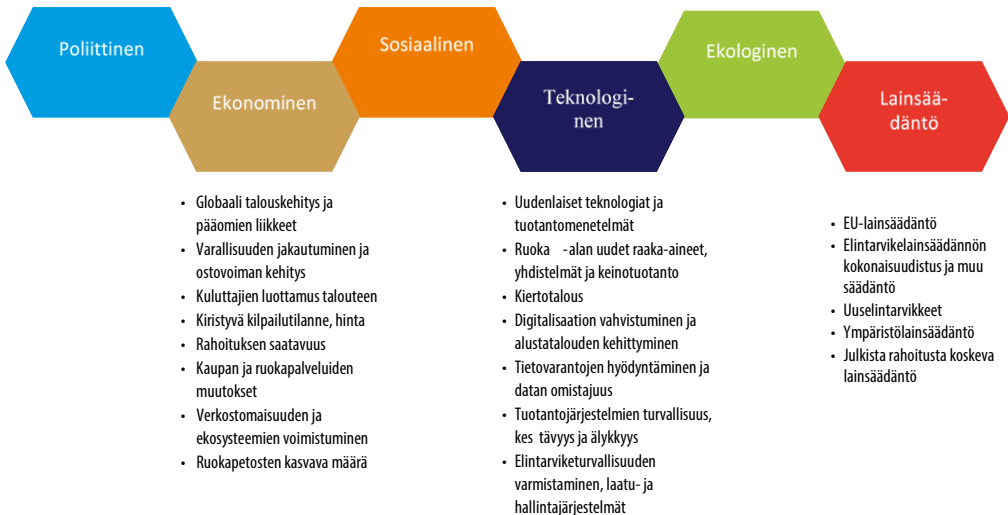 Poliittinen
Ekonominen
Sosiaalinen
Teknologi-
nen
Ekologinen
Lainsää-
däntö
• Globaali talouskehitys ja
pääomien liikkeet
• Varallisuuden jakautuminen ja
ostovoiman kehitys
• Kuluttajien luottamus talouteen
• Kiristyvä kilpailutilanne, hinta
• Rahoituksen saatavuus
• Kaupan ja ruokapalveluiden
muutokset
• Verkostomaisuuden ja
ekosysteemien voimistuminen
• Ruokapetosten kasvava määrä
• Uudenlaiset teknologiat ja
tuotantomenetelmät
• Ruoka -alan uudet raaka-aineet,
yhdistelmät ja keinotuotanto
• Kiertotalous
• Digitalisaation vahvistuminen ja
alustatalouden kehittyminen
• Tietovarantojen hyödyntäminen ja
datan omistajuus
• Tuotantojärjestelmien turvallisuus,
kes tävyys ja älykkyys
• Elintarviketurvallisuuden
varmistaminen, laatu- ja
hallintajärjestelmät
• EU-lainsäädäntö
• Elintarvikelainsäädännön
kokonaisuudistus ja muu
säädäntö
• Uuselintarvikkeet
• Ympäristölainsäädäntö
• Julkista rahoitusta koskeva
lainsäädäntö